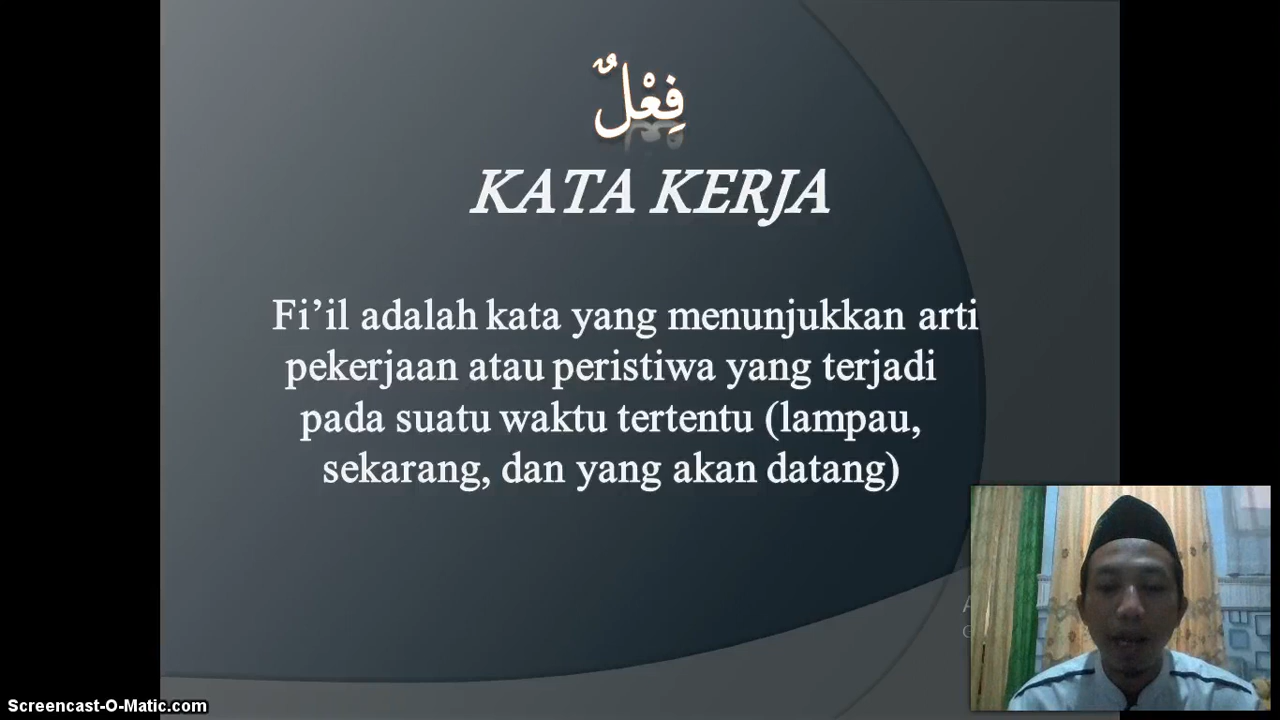 فِعْلٌ
KATA KERJA
Fi’il adalah kata yang menunjukkan arti
pekerjaan atau peristiwa yang terjadi
pada suatu waktu tertentu (lampau,
sekarang, dan yang akan datang)
Screencast-O-Matic.com